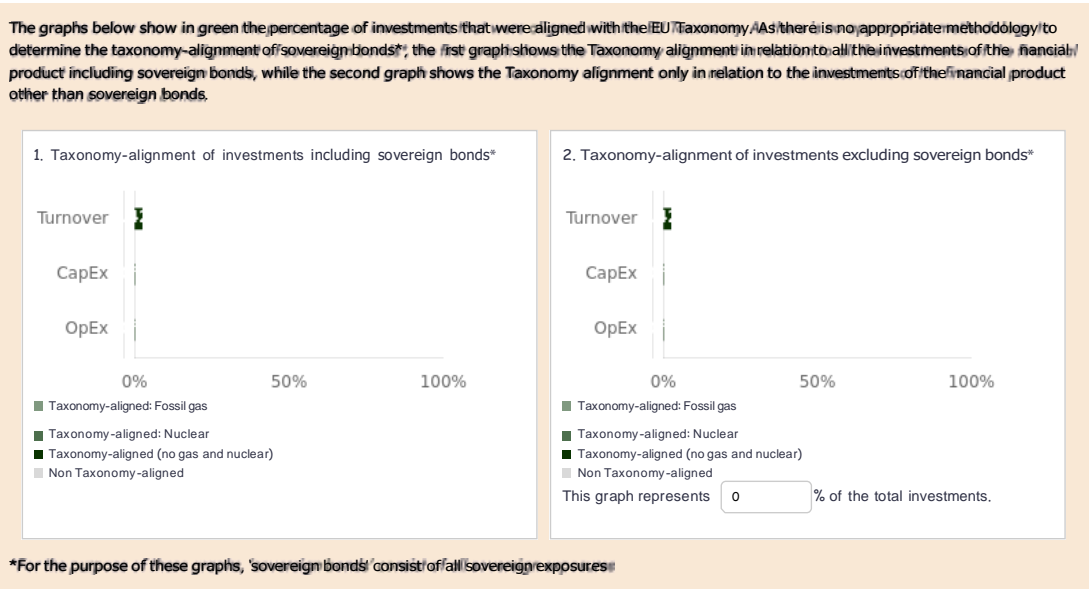 The graphs below show in green the percentage of investments that were aligned with the EU Taxonomy. As there is no appropriate methodology to
determine the taxonomy-alignment of sovereign bonds*, the first graph shows the Taxonomy alignment in relation to all the investments of the financial
product including sovereign bonds, while the second graph shows the Taxonomy alignment only in relation to the investments of the financial product
other than sovereign bonds.
1. Taxonomy-alignment of investments including sovereign bonds*
Turnover
CapEx
OpEx
0% 50% 100%
Taxonomy-aligned: Fossil gas
Taxonomy-aligned: Nuclear
Taxonomy-aligned (no gas and nuclear)
Non Taxonomy-aligned
2. Taxonomy-alignment of investments excluding sovereign bonds*
Turnover
CapEx
OpEx
0% 50% 100%
Taxonomy-aligned: Fossil gas
Taxonomy-aligned: Nuclear
Taxonomy-aligned (no gas and nuclear)
Non Taxonomy-aligned
This graph represents 0 % of the total investments.
*For the purpose of these graphs, 'sovereign bonds' consist of all sovereign exposures